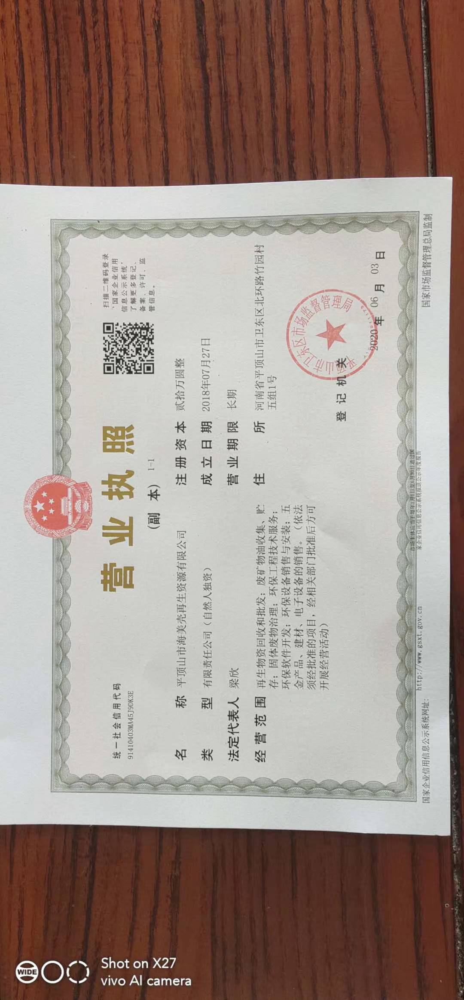 统一社会信用代码
91410403MA45J9DK3E
营业执照
(副 本) 1-1
扫描二维码登录
'国家企业信用
信息公示系统'
了解更多登记、
备案、许可、监
管信息。
名 称 平顶山市海美壳再生资源有限公司
类 型 有限责任公司（自然人独资）
法定代表人 梁欣
经营范围 再生物资回收和批发；废矿物油收集、贮
存；固体废物治理；环保工程技术服务；
环保软件开发；环保设备销售与安装；五
金产品、建材、电子设备的销售。（依法
须经批准的项目，经相关部门批准后方可
开展经营活动）
注册资本 贰拾万圆整
成立日期 2018年07月27日
营业期限 长期
住 所 河南省平顶山市卫东区北环路竹园村
五组1号
登记机关
平顶山市卫东区市场监督管理局
2020 年 06 月 03 日
国家企业信用信息公示系统网址: http://www.gsxt.gov.cn
市场主体应当于每年1月1日至6月30日通过国
家企业信用信息公示系统报送公示年度报告
国家市场监督管理总局监制
WIDE
Shot on X27
vivo AI camera